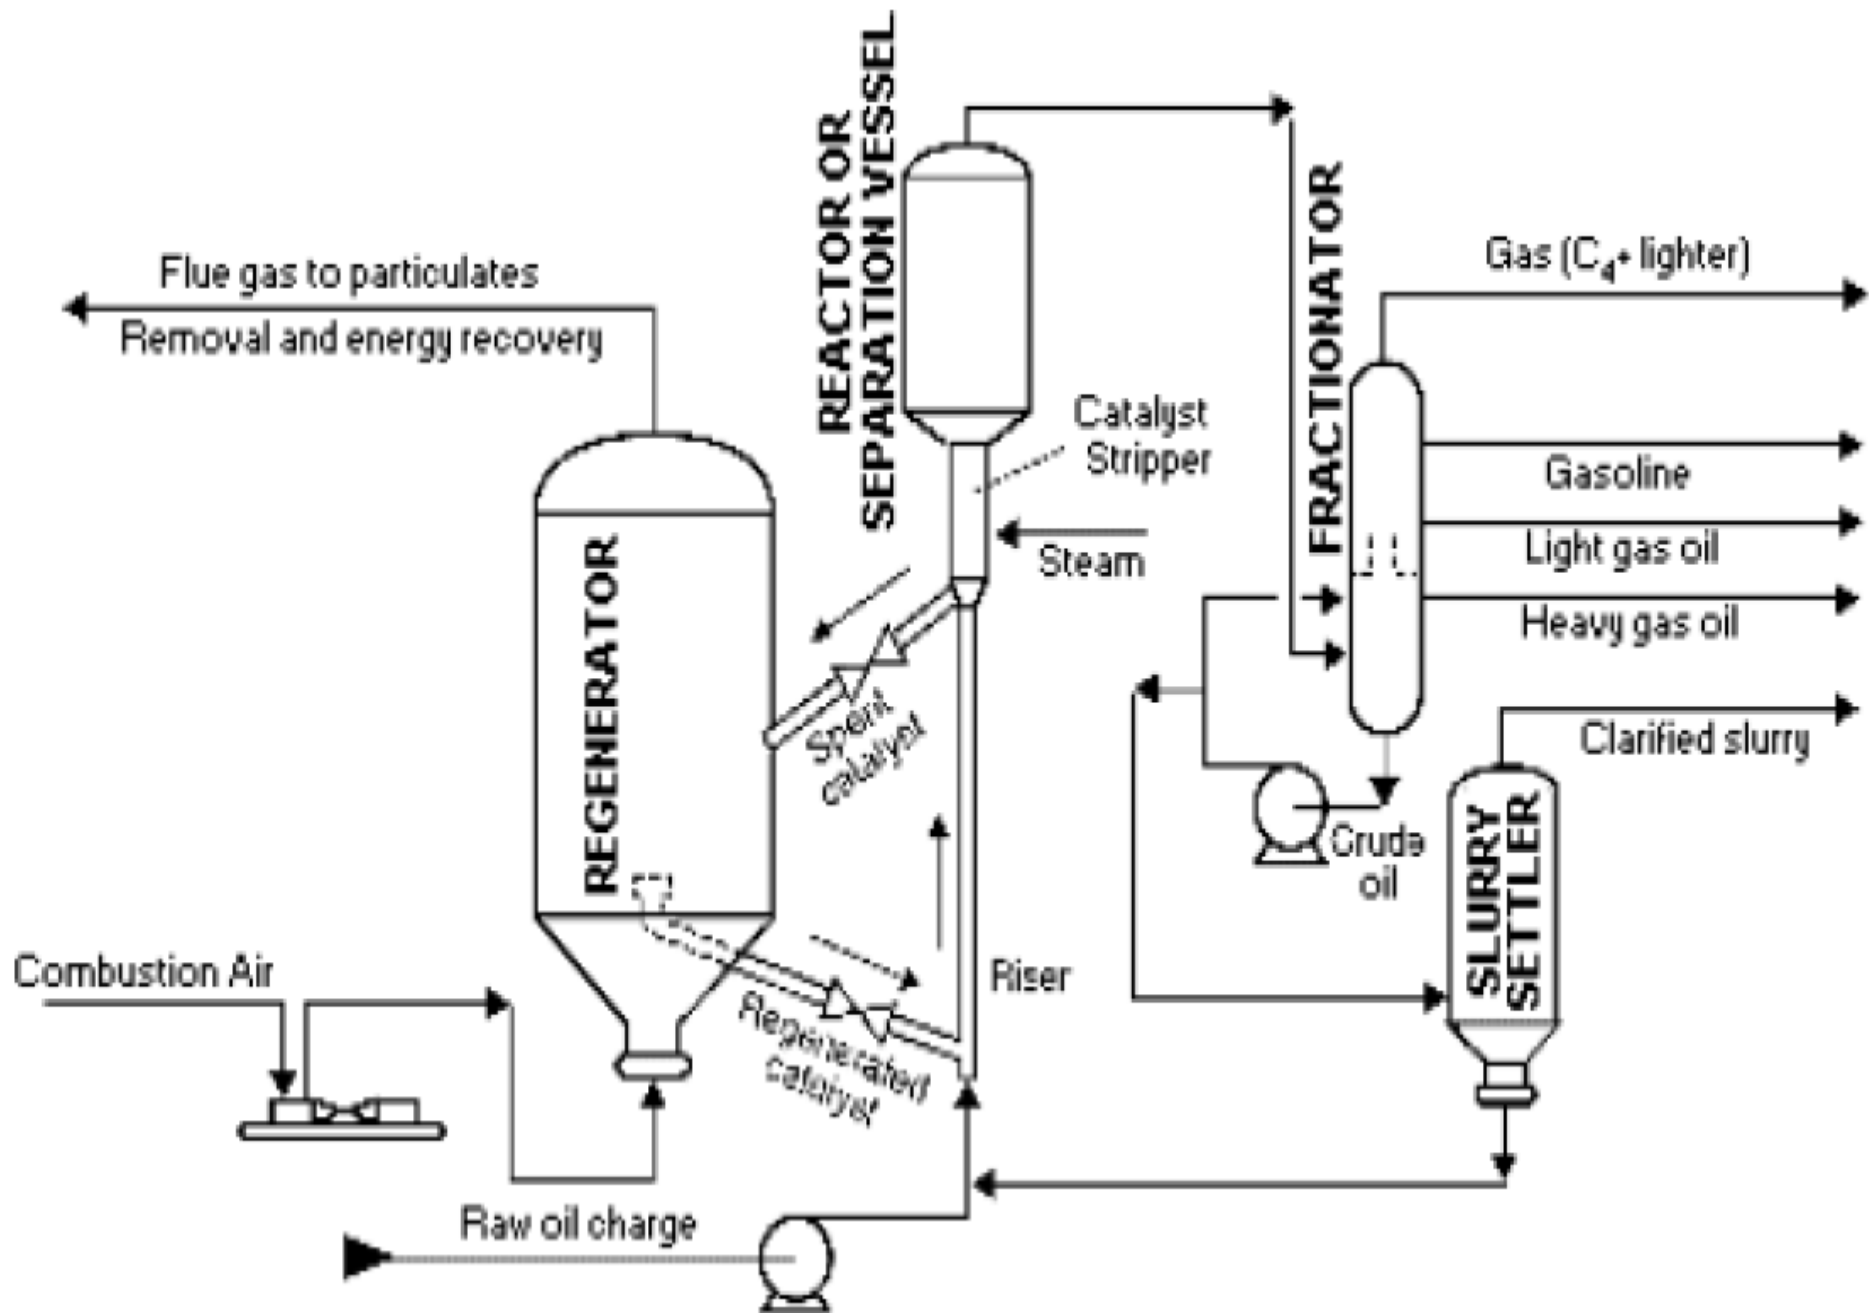 REACTOR OR
SEPARATION VESSEL
FRACTIONATOR
Gas (C₄+ lighter)
Flue gas to particulates
Removal and energy recovery
Catalyst
Stripper
Gasoline
Steam
Light gas oil
Heavy gas oil
REGENERATOR
Spent
catalyst
Clarified slurry
Crude
oil
SLURRY
SETTLER
Combustion Air
Riser
Regenerated
catalyst
Raw oil charge